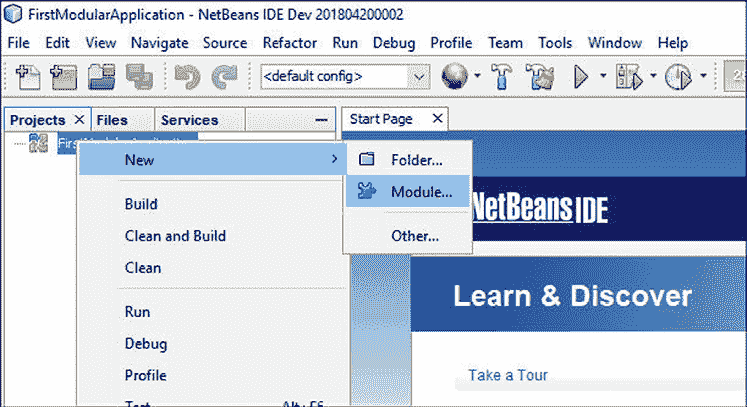 FirstModularApplication - NetBeans IDE Dev 201804200002
File Edit View Navigate Source Refactor Run Debug Profile Team Tools Window Help
<default config>
Projects Files Services
Start Page
New
Folder...
Module...
Other...
Build
Clean and Build
Clean
Run
Debug
Profile
NetBeans IDE
Learn & Discover
Take a Tour